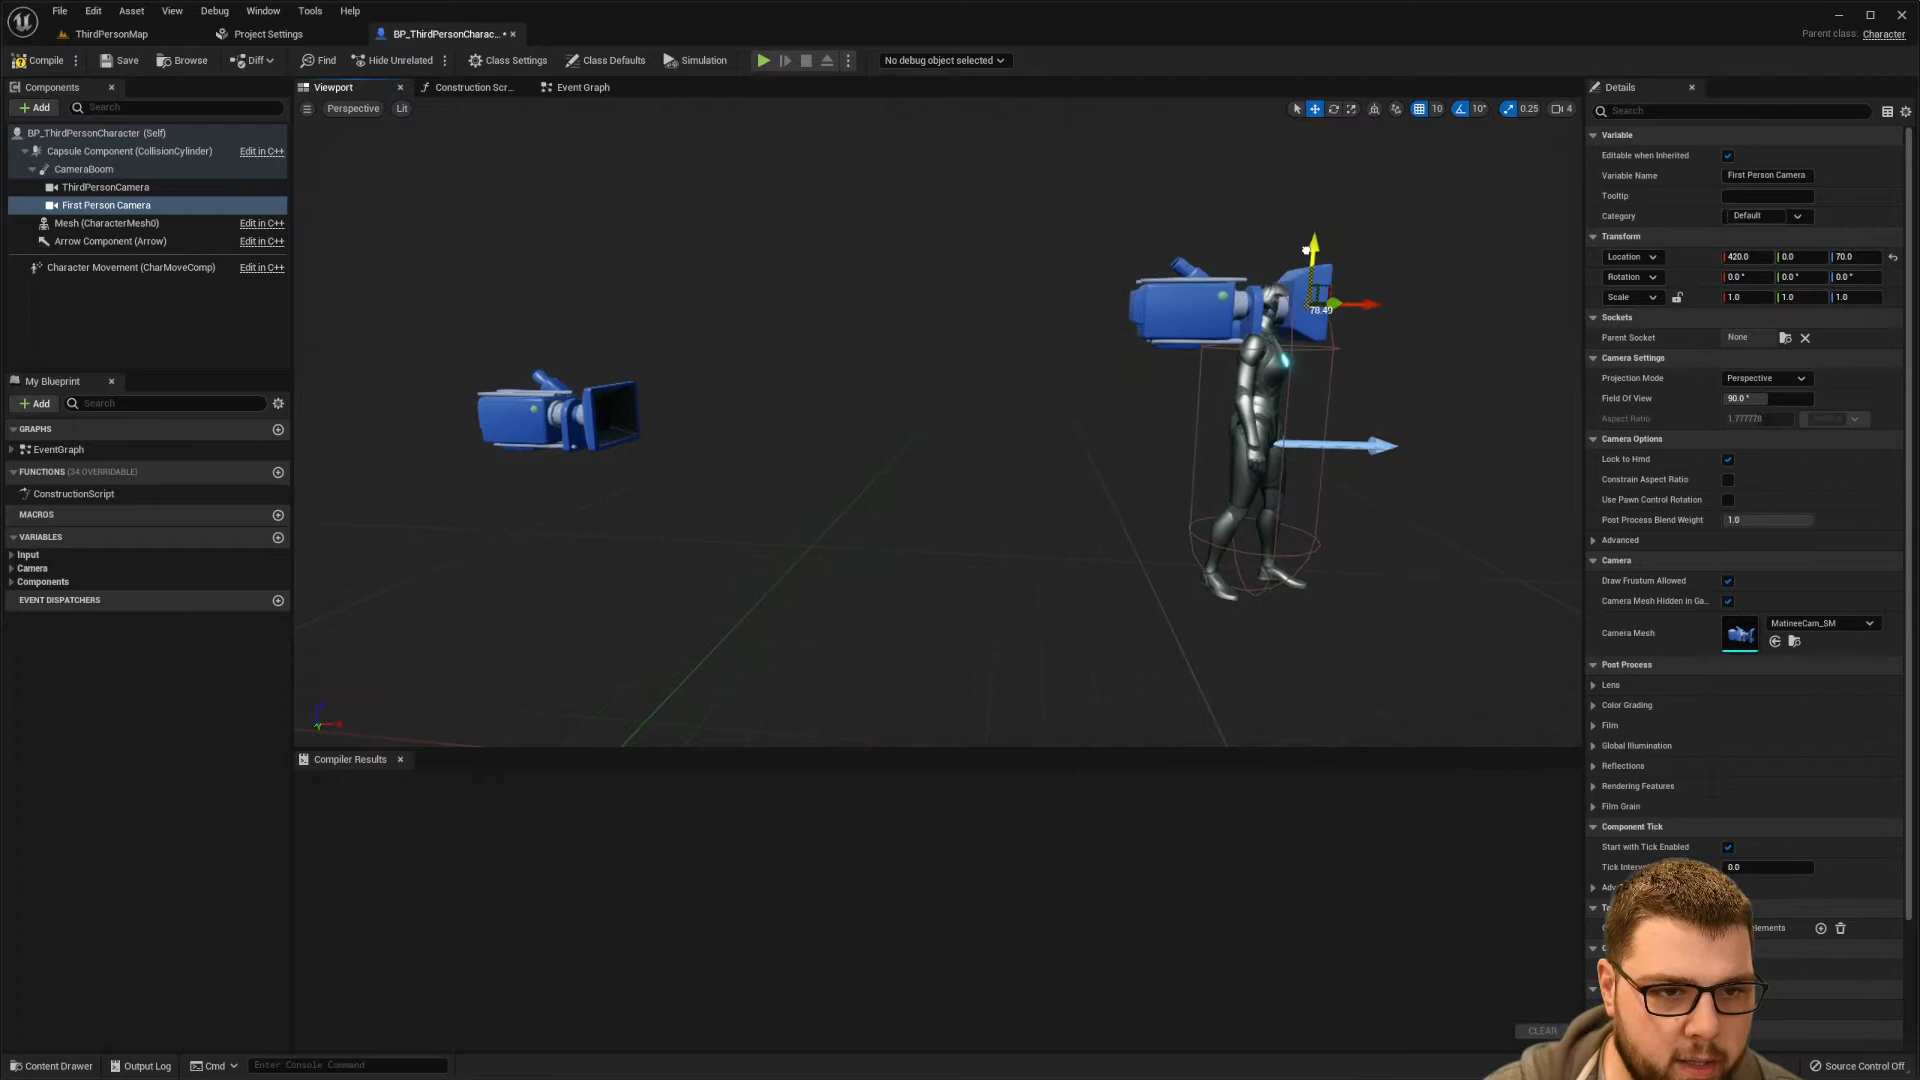 File Edit Asset View Debug Window Tools Help
ThirdPersonMap Project Settings BP_ThirdPersonCharac...
Parent class: Character
Compile Save Browse Diff Find Hide Unrelated Class Settings Class Defaults Simulation No debug object selected
Components
Add Search
BP_ThirdPersonCharacter (Self)
Capsule Component (CollisionCylinder) Edit in C++
CameraBoom
ThirdPersonCamera
First Person Camera
Mesh (CharacterMesh0) Edit in C++
Arrow Component (Arrow) Edit in C++
Character Movement (CharMoveComp) Edit in C++
My Blueprint
Add Search
GRAPHS
EventGraph
FUNCTIONS (34 OVERRIDABLE)
ConstructionScript
MACROS
VARIABLES
Input
Camera
Components
EVENT DISPATCHERS
Viewport Construction Scr... Event Graph
Perspective Lit
10 10° 0.25 4
78.49
Compiler Results
CLEAR
Details
Search
Variable
Editable when Inherited
Variable Name First Person Camera
Tooltip
Category Default
Transform
Location 420.0 0.0 70.0
Rotation 0.0 ° 0.0 ° 0.0 °
Scale 1.0 1.0 1.0
Sockets
Parent Socket None
Camera Settings
Projection Mode Perspective
Field Of View 90.0 °
Aspect Ratio 1.777778
Camera Options
Lock to Hmd
Constrain Aspect Ratio
Use Pawn Control Rotation
Post Process Blend Weight 1.0
Advanced
Camera
Draw Frustum Allowed
Camera Mesh Hidden in Ga...
Camera Mesh MatineeCam_SM
Post Process
Lens
Color Grading
Film
Global Illumination
Reflections
Rendering Features
Film Grain
Component Tick
Start with Tick Enabled
Tick Interv 0.0
Content Drawer Output Log Cmd Enter Console Command
Source Control Off